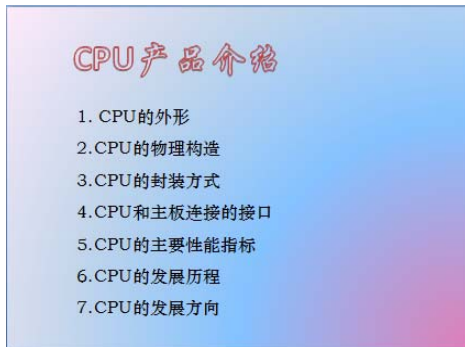 CPU产品介绍
1. CPU的外形
2.CPU的物理构造
3.CPU的封装方式
4.CPU和主板连接的接口
5.CPU的主要性能指标
6.CPU的发展历程
7.CPU的发展方向